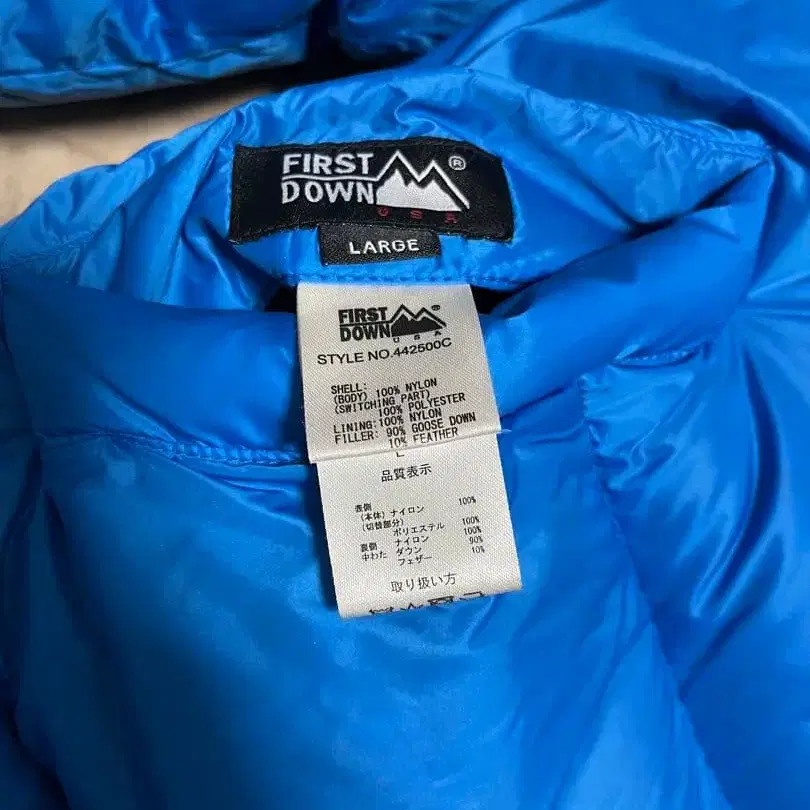 FIRST
DOWN
®
USA
LARGE
FIRST
DOWN
®
USA
STYLE NO.442500C
SHELL:
(BODY) 100% NYLON
(SWITCHING PART)
100% POLYESTER
LINING:100% NYLON
FILLER: 90% GOOSE DOWN
10% FEATHER
L
品質表示
表側
(本体) ナイロン 100%
(切替部分)
ポリエステル 100%
裏側 ナイロン 100%
中わた ダウン 90%
フェザー 10%
取り扱い方